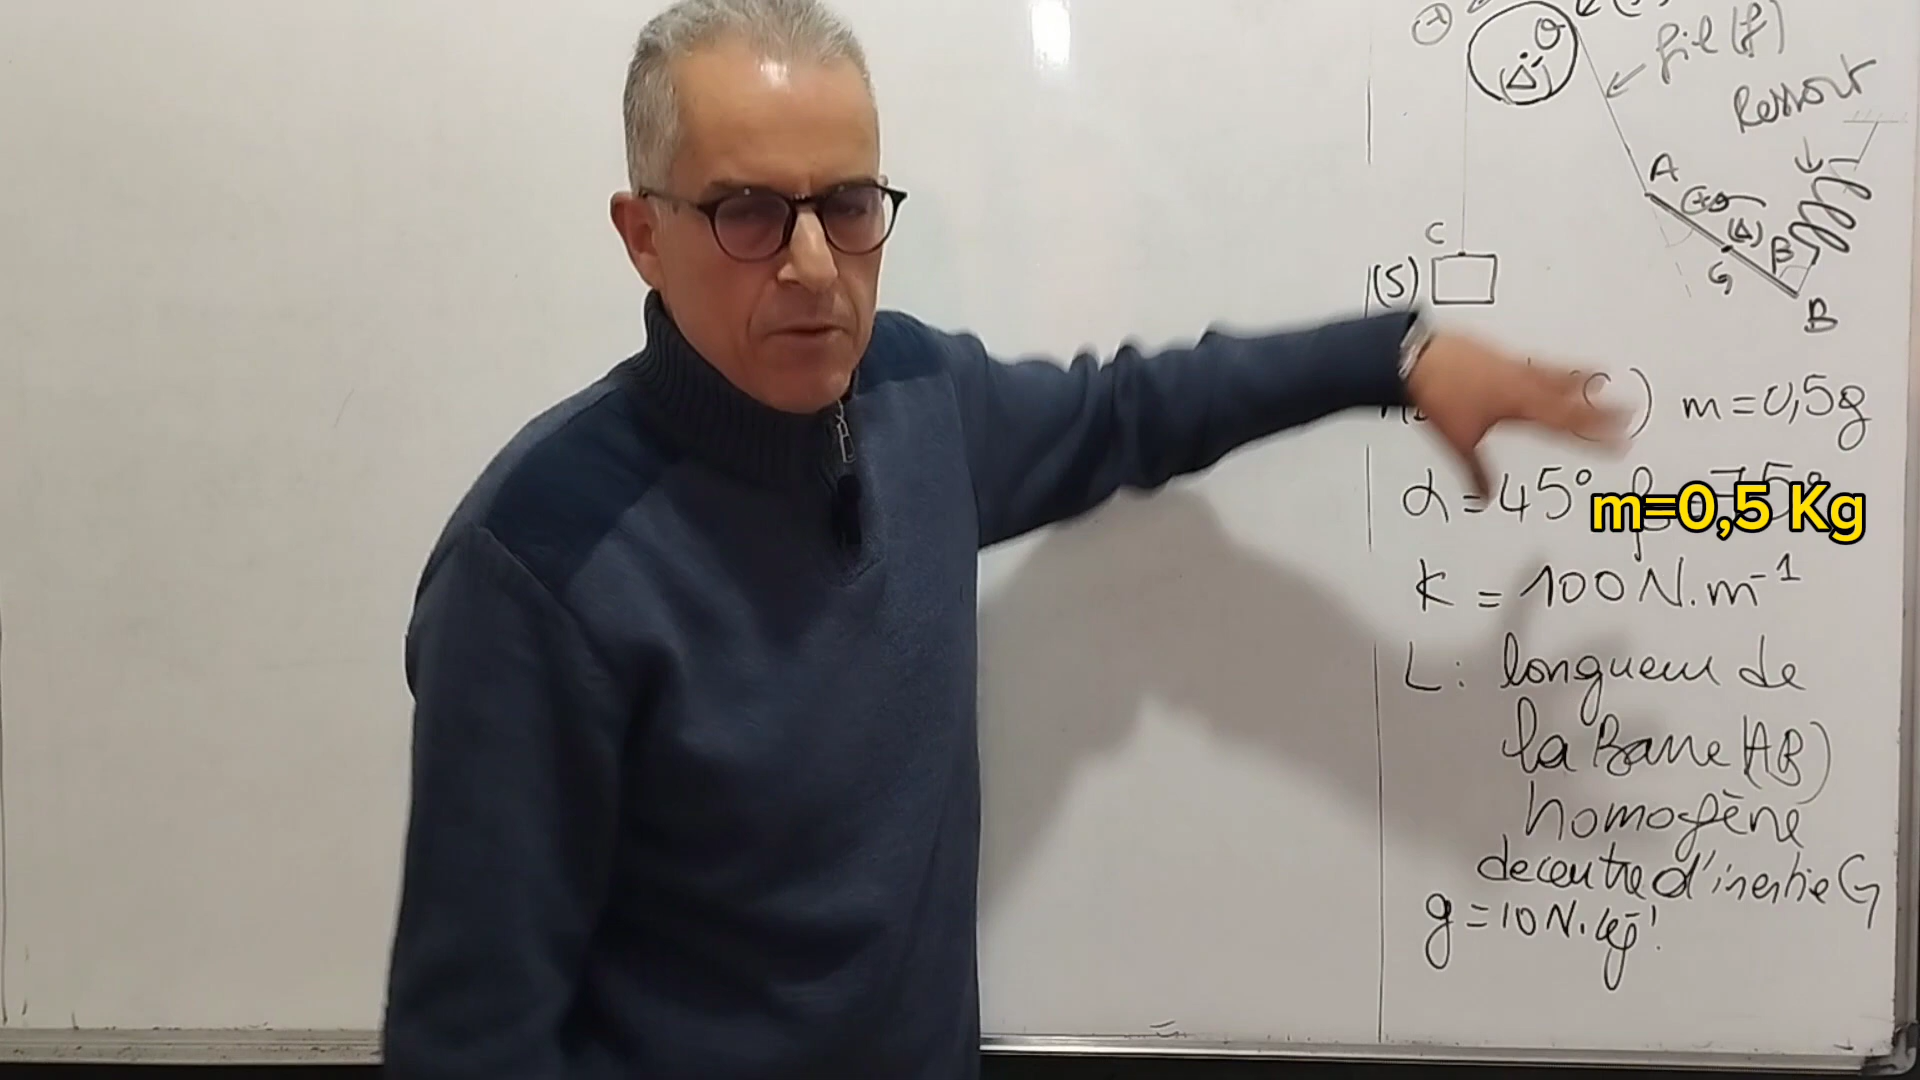 fil (f)
Ressort
A
C
(Δ)
β
(S)
G
B
m=0,5g
α=45°
m=0,5 Kg
K = 100 N.m⁻¹
L: longueur de
la Barre (AB)
homogène
de centre d'inertie G
g = 10 N.kg⁻¹